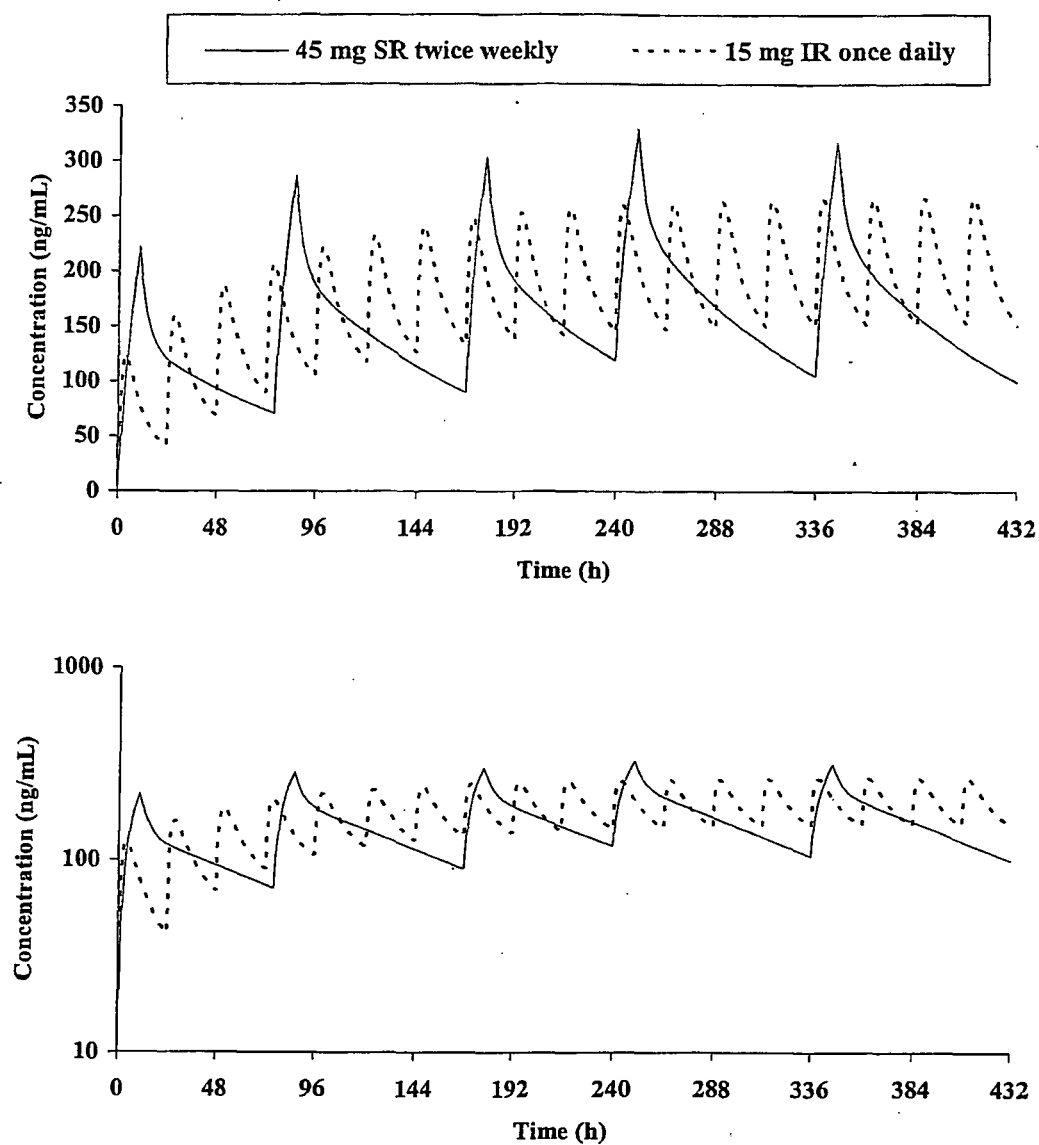 45 mg SR twice weekly 15 mg IR once daily
350
300
250
200
150
100
50
0
Concentration (ng/mL)
0 48 96 144 192 240 288 336 384 432
Time (h)
1000
100
10
Concentration (ng/mL)
0 48 96 144 192 240 288 336 384 432
Time (h)